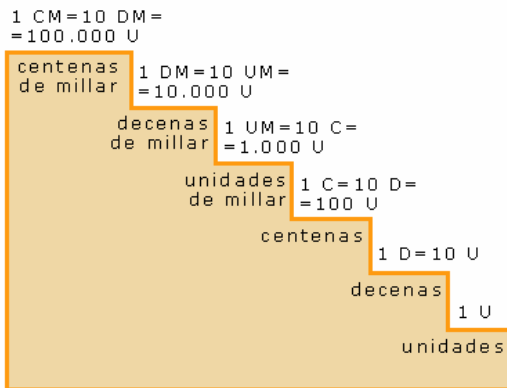 1 CM=10 DM=
=100.000 U
centenas
de millar
1 DM=10 UM=
=10.000 U
decenas
de millar
1 UM=10 C=
=1.000 U
unidades
de millar
1 C=10 D=
=100 U
centenas
1 D=10 U
decenas
1 U
unidades